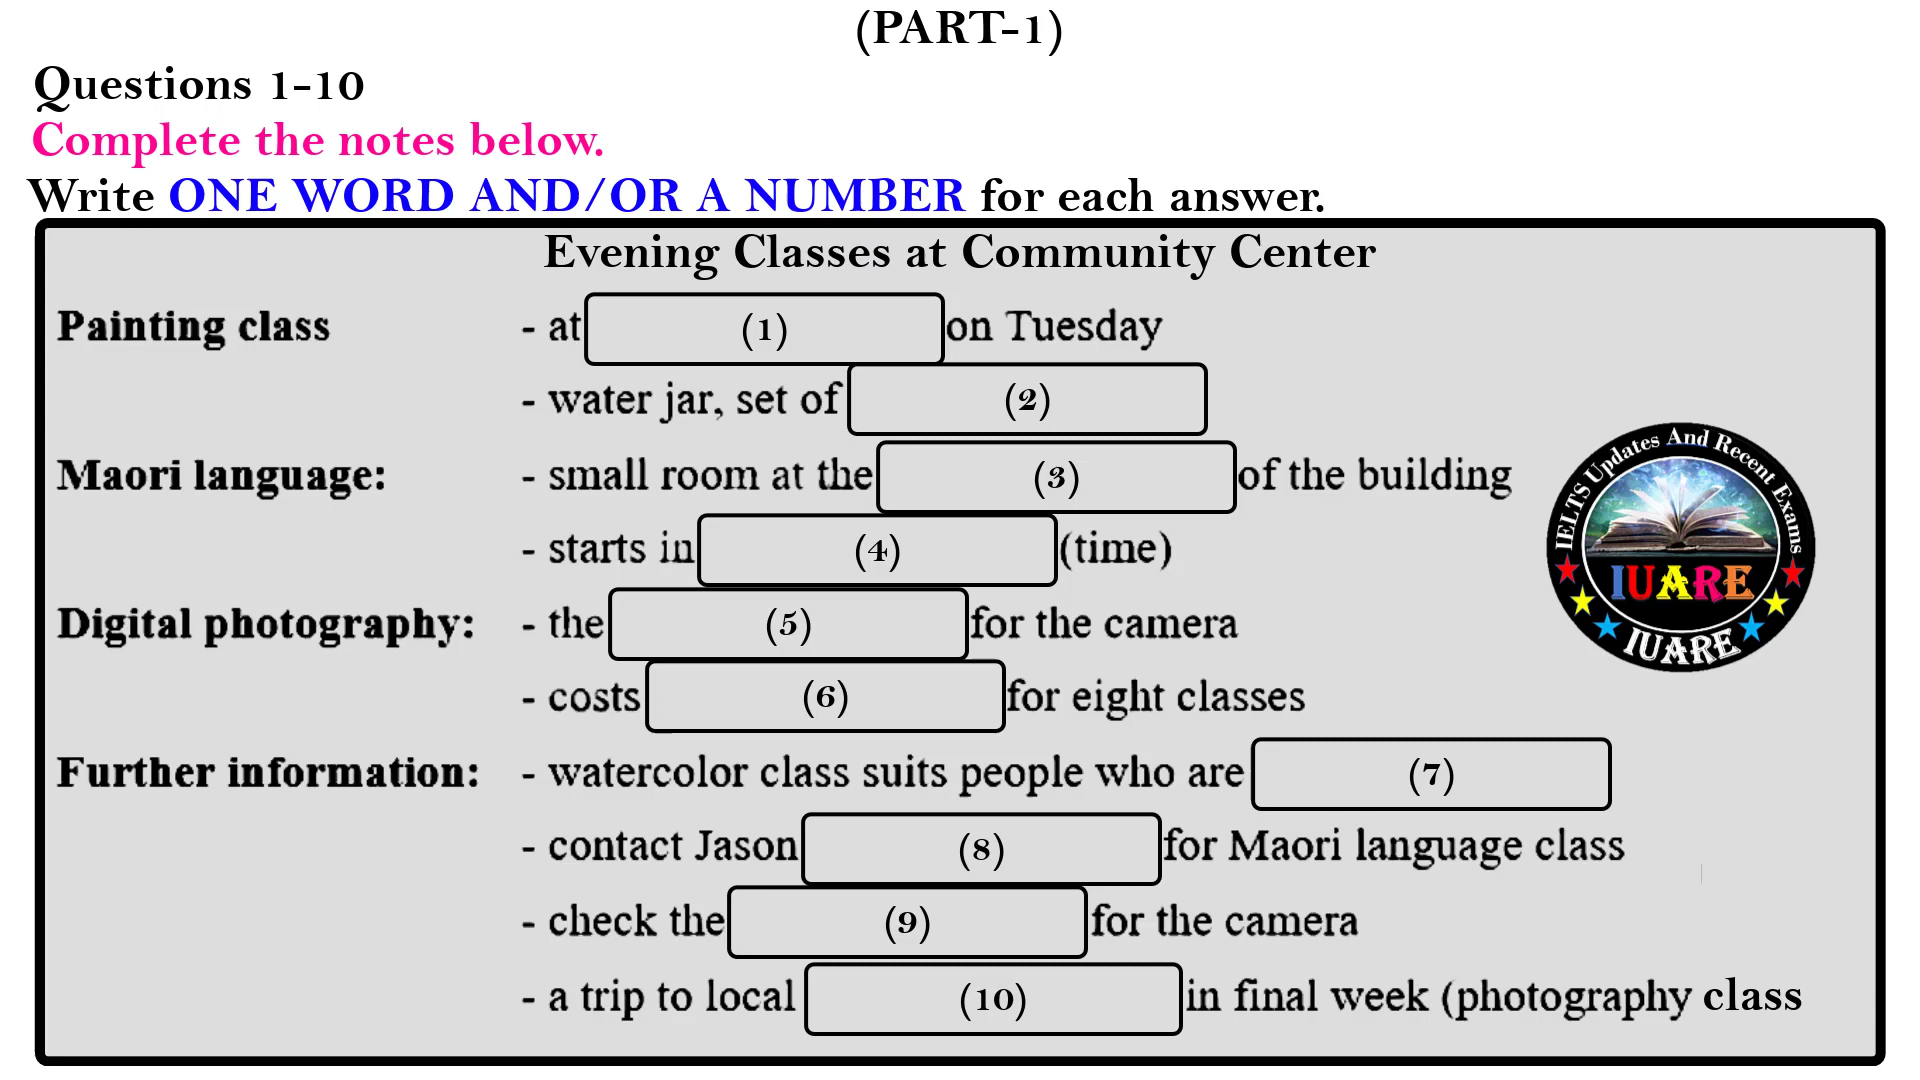 (PART-1)
Questions 1-10
Complete the notes below.
Write ONE WORD AND/OR A NUMBER for each answer.
Evening Classes at Community Center
Painting class - at (1) on Tuesday
- water jar, set of (2)
Maori language: - small room at the (3) of the building
- starts in (4) (time)
Digital photography: - the (5) for the camera
- costs (6) for eight classes
Further information: - watercolor class suits people who are (7)
- contact Jason (8) for Maori language class
- check the (9) for the camera
- a trip to local (10) in final week (photography class
IELTS Updates And Recent Exams
IUARE
IUARE